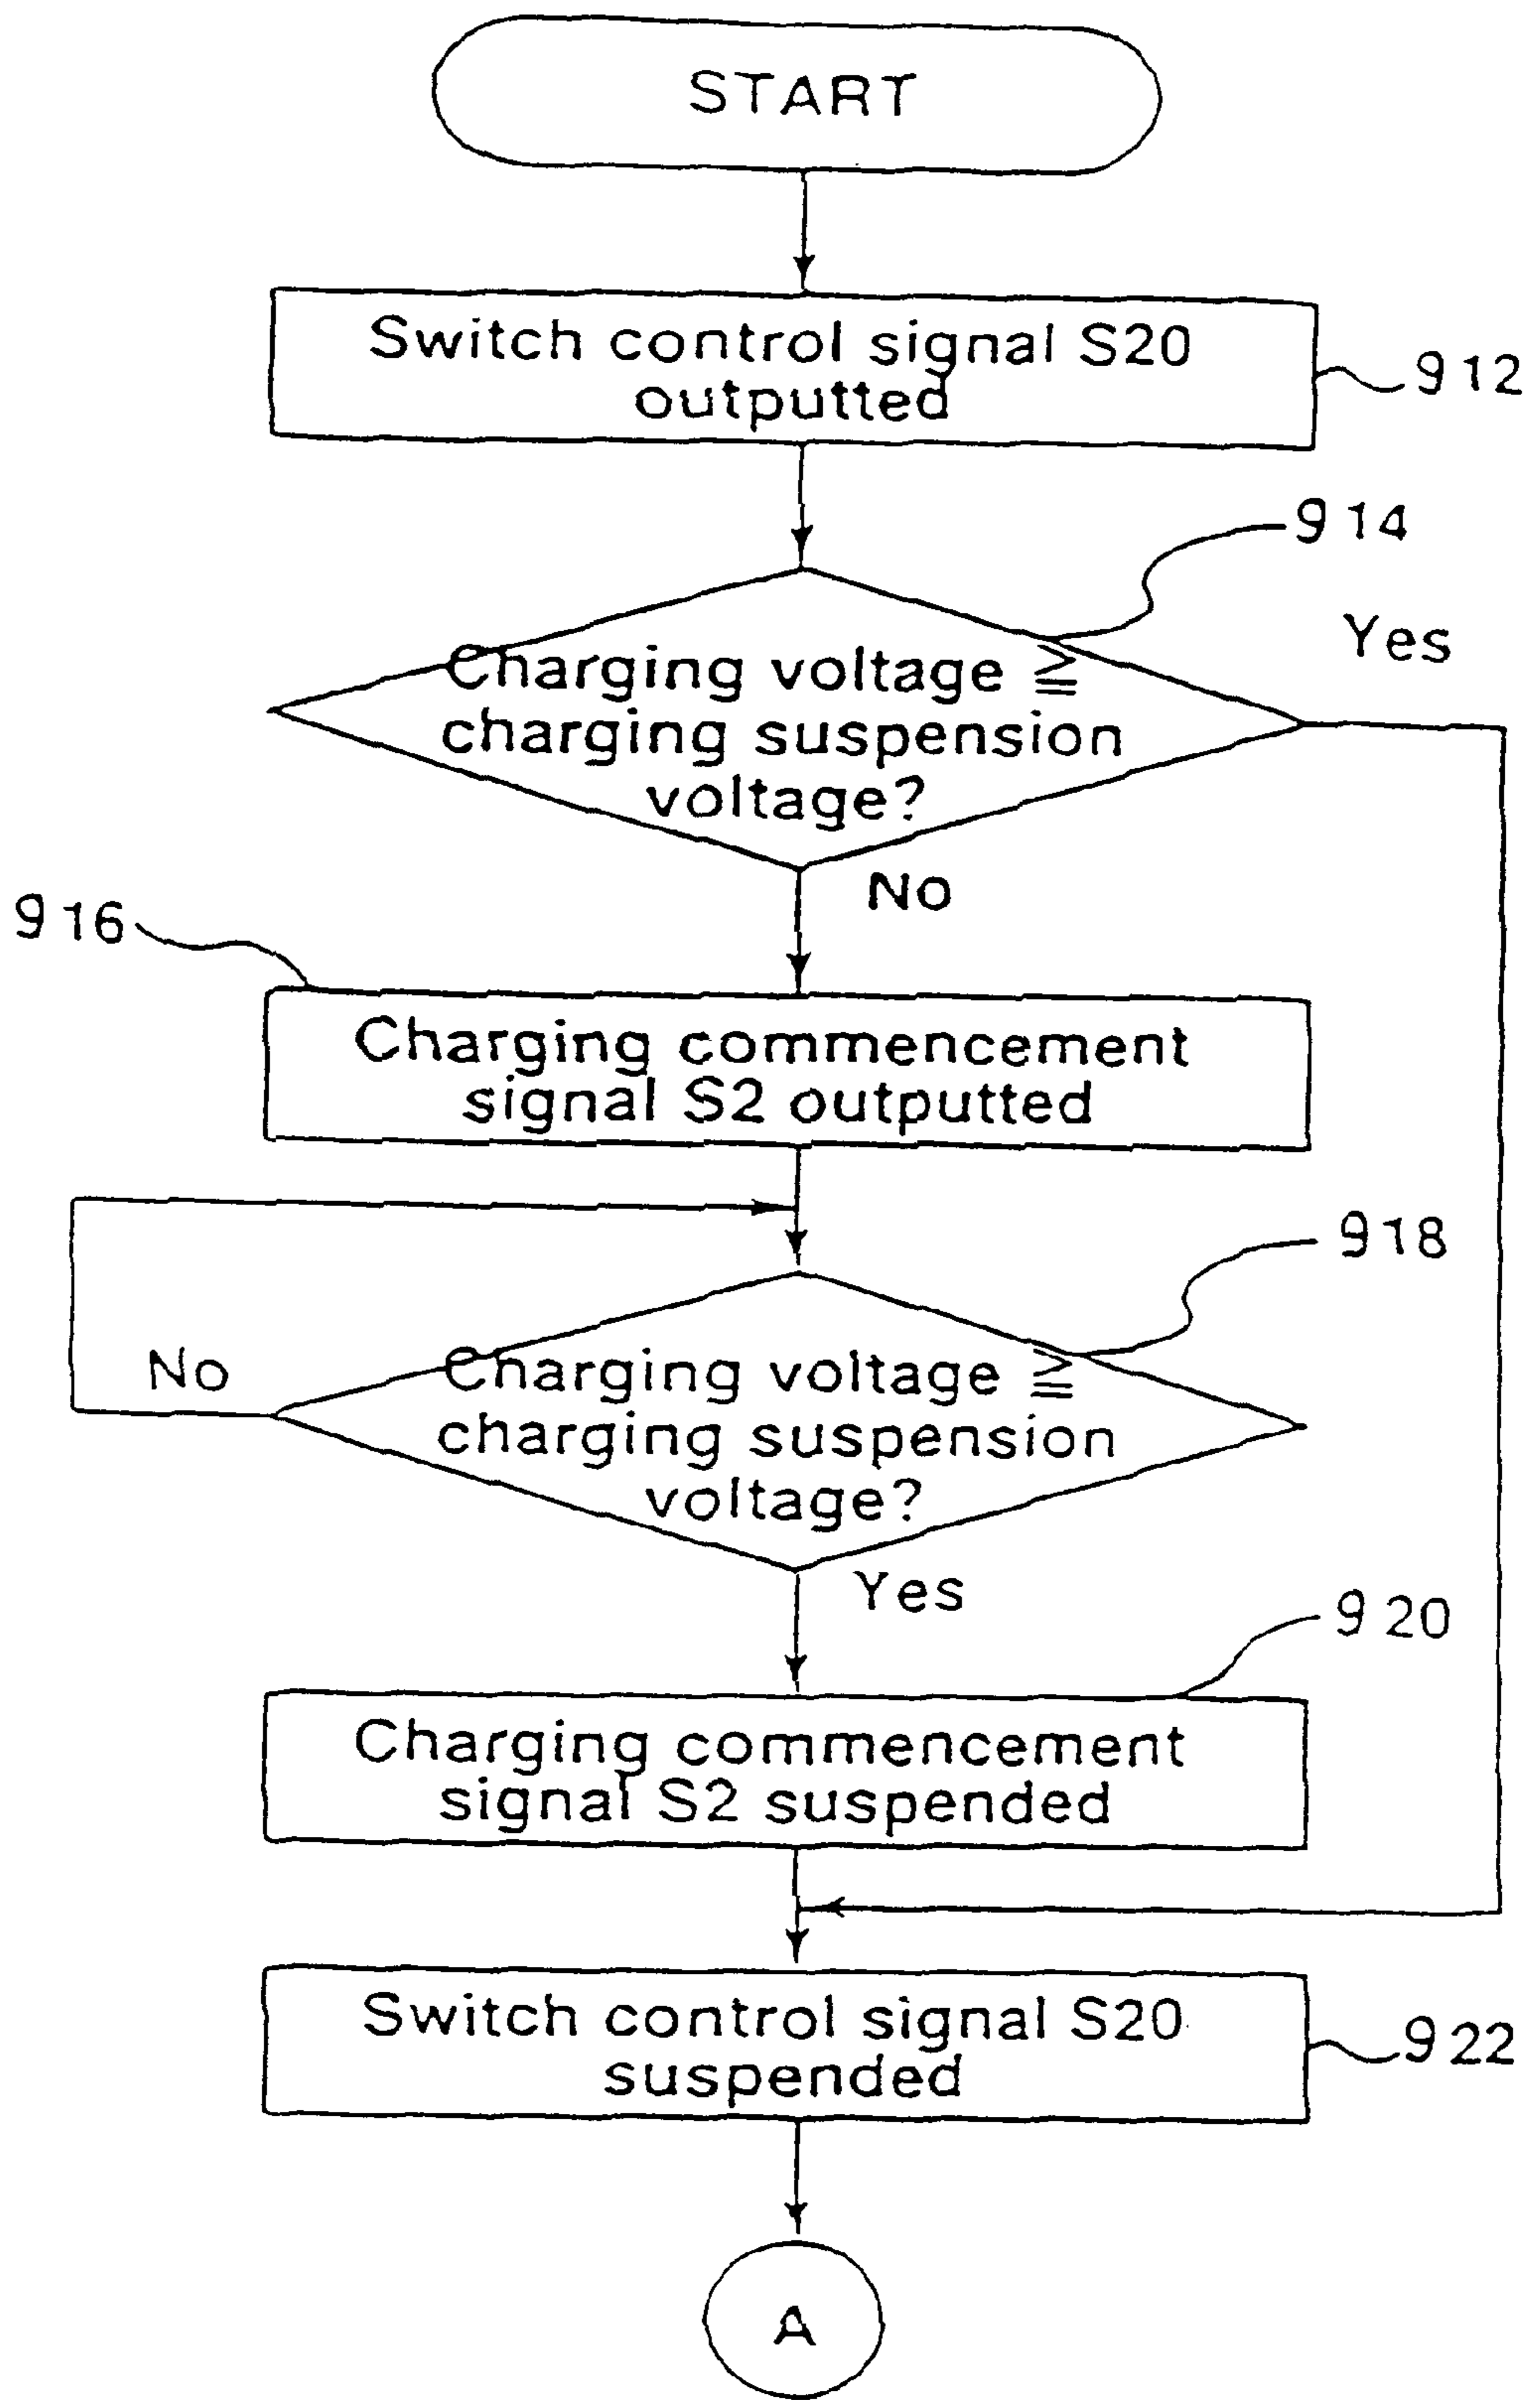 START
Switch control signal S20
outputted
912
914
Yes
Charging voltage ≧
charging suspension
voltage?
No
916
Charging commencement
signal S2 outputted
918
No
Charging voltage ≧
charging suspension
voltage?
Yes
920
Charging commencement
signal S2 suspended
Switch control signal S20
suspended
922
A